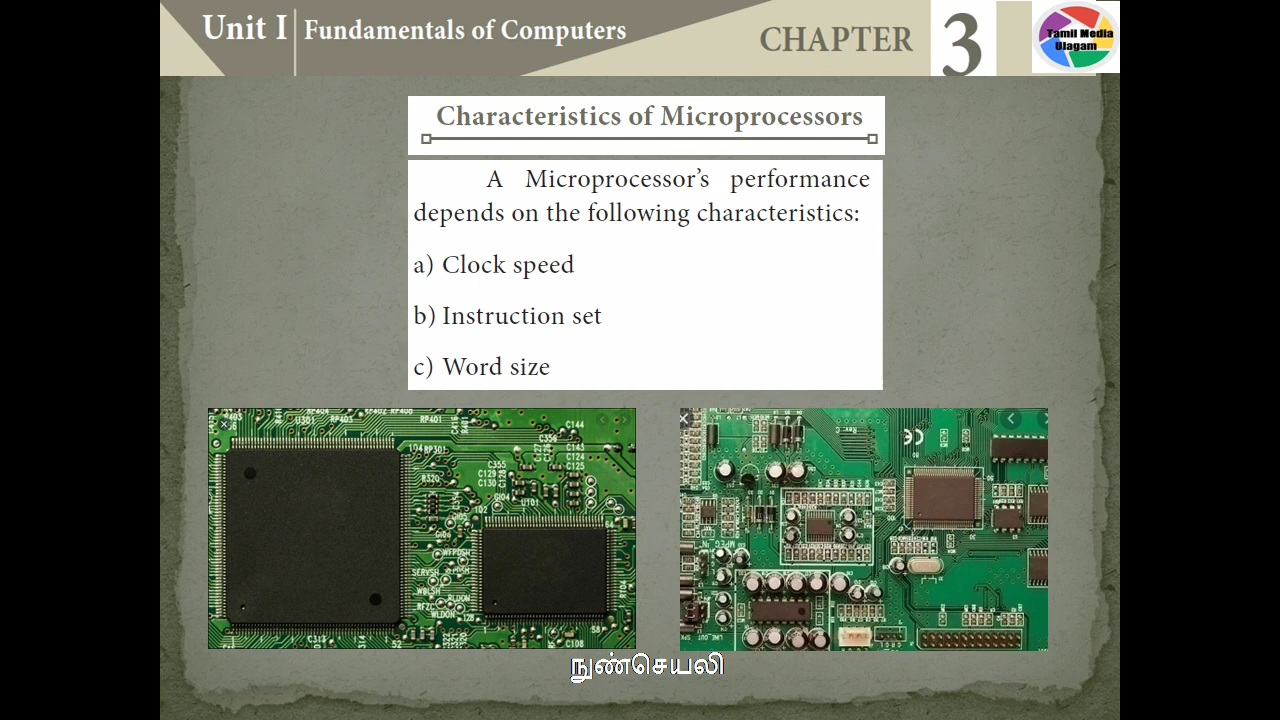 Unit I Fundamentals of Computers
CHAPTER 3
Tamil Media
Ulagam
Characteristics of Microprocessors
A Microprocessor’s performance
depends on the following characteristics:
a) Clock speed
b) Instruction set
c) Word size
நுண்செயலி